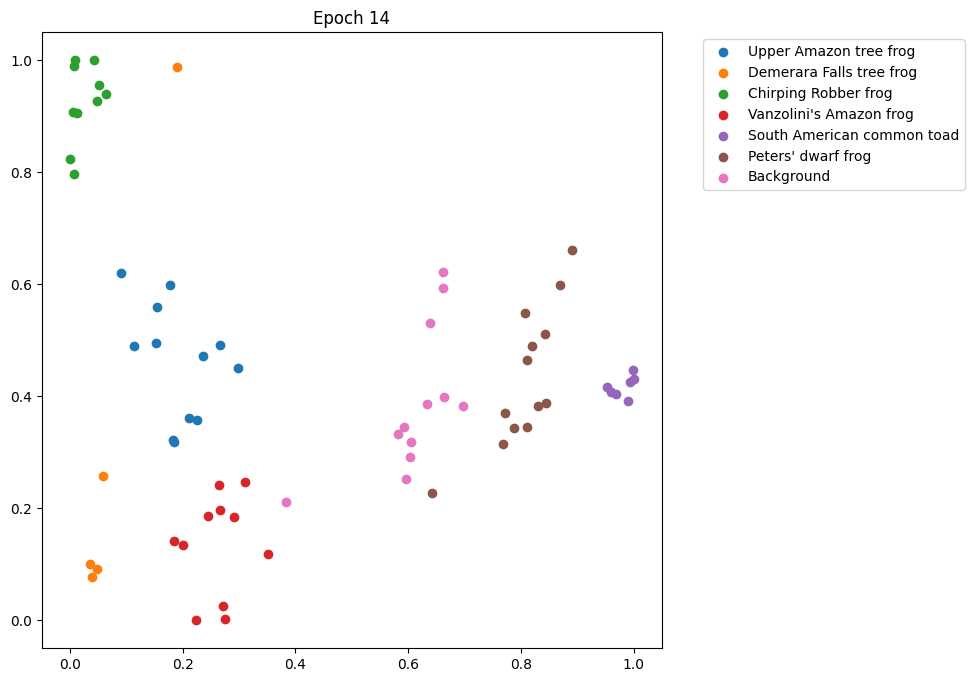 Epoch 14
Upper Amazon tree frog
Demerara Falls tree frog
Chirping Robber frog
Vanzolini's Amazon frog
South American common toad
Peters' dwarf frog
Background
1.0
0.8
0.6
0.4
0.2
0.0
0.0 0.2 0.4 0.6 0.8 1.0